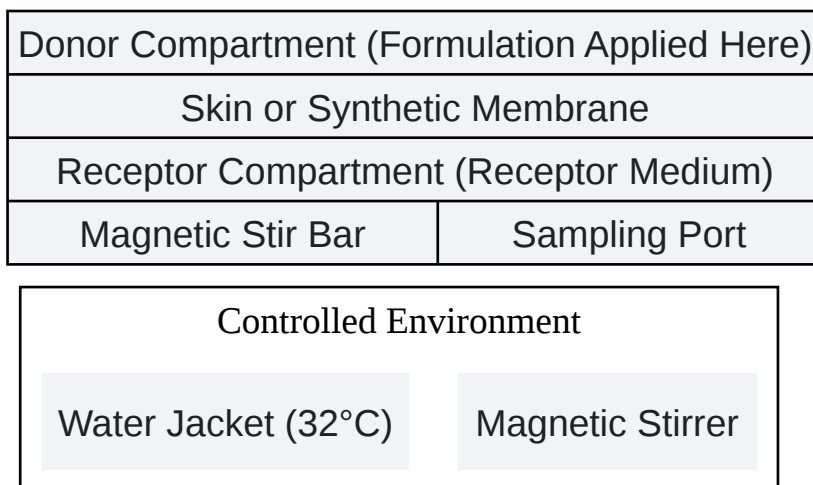 Donor Compartment (Formulation Applied Here)
Skin or Synthetic Membrane
Receptor Compartment (Receptor Medium)
Magnetic Stir Bar
Sampling Port
Controlled Environment
Water Jacket (32°C)
Magnetic Stirrer